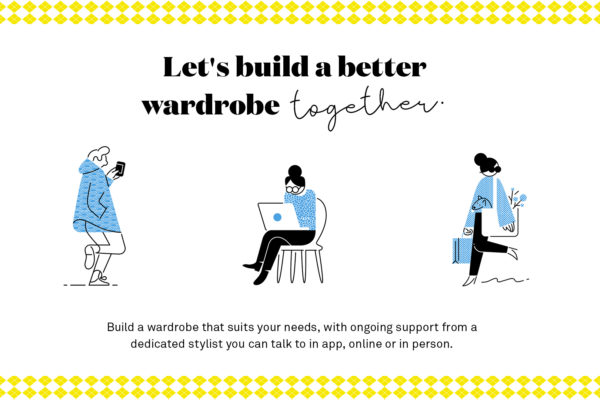 Let's build a better
wardrobe together.
Build a wardrobe that suits your needs, with ongoing support from a
dedicated stylist you can talk to in app, online or in person.